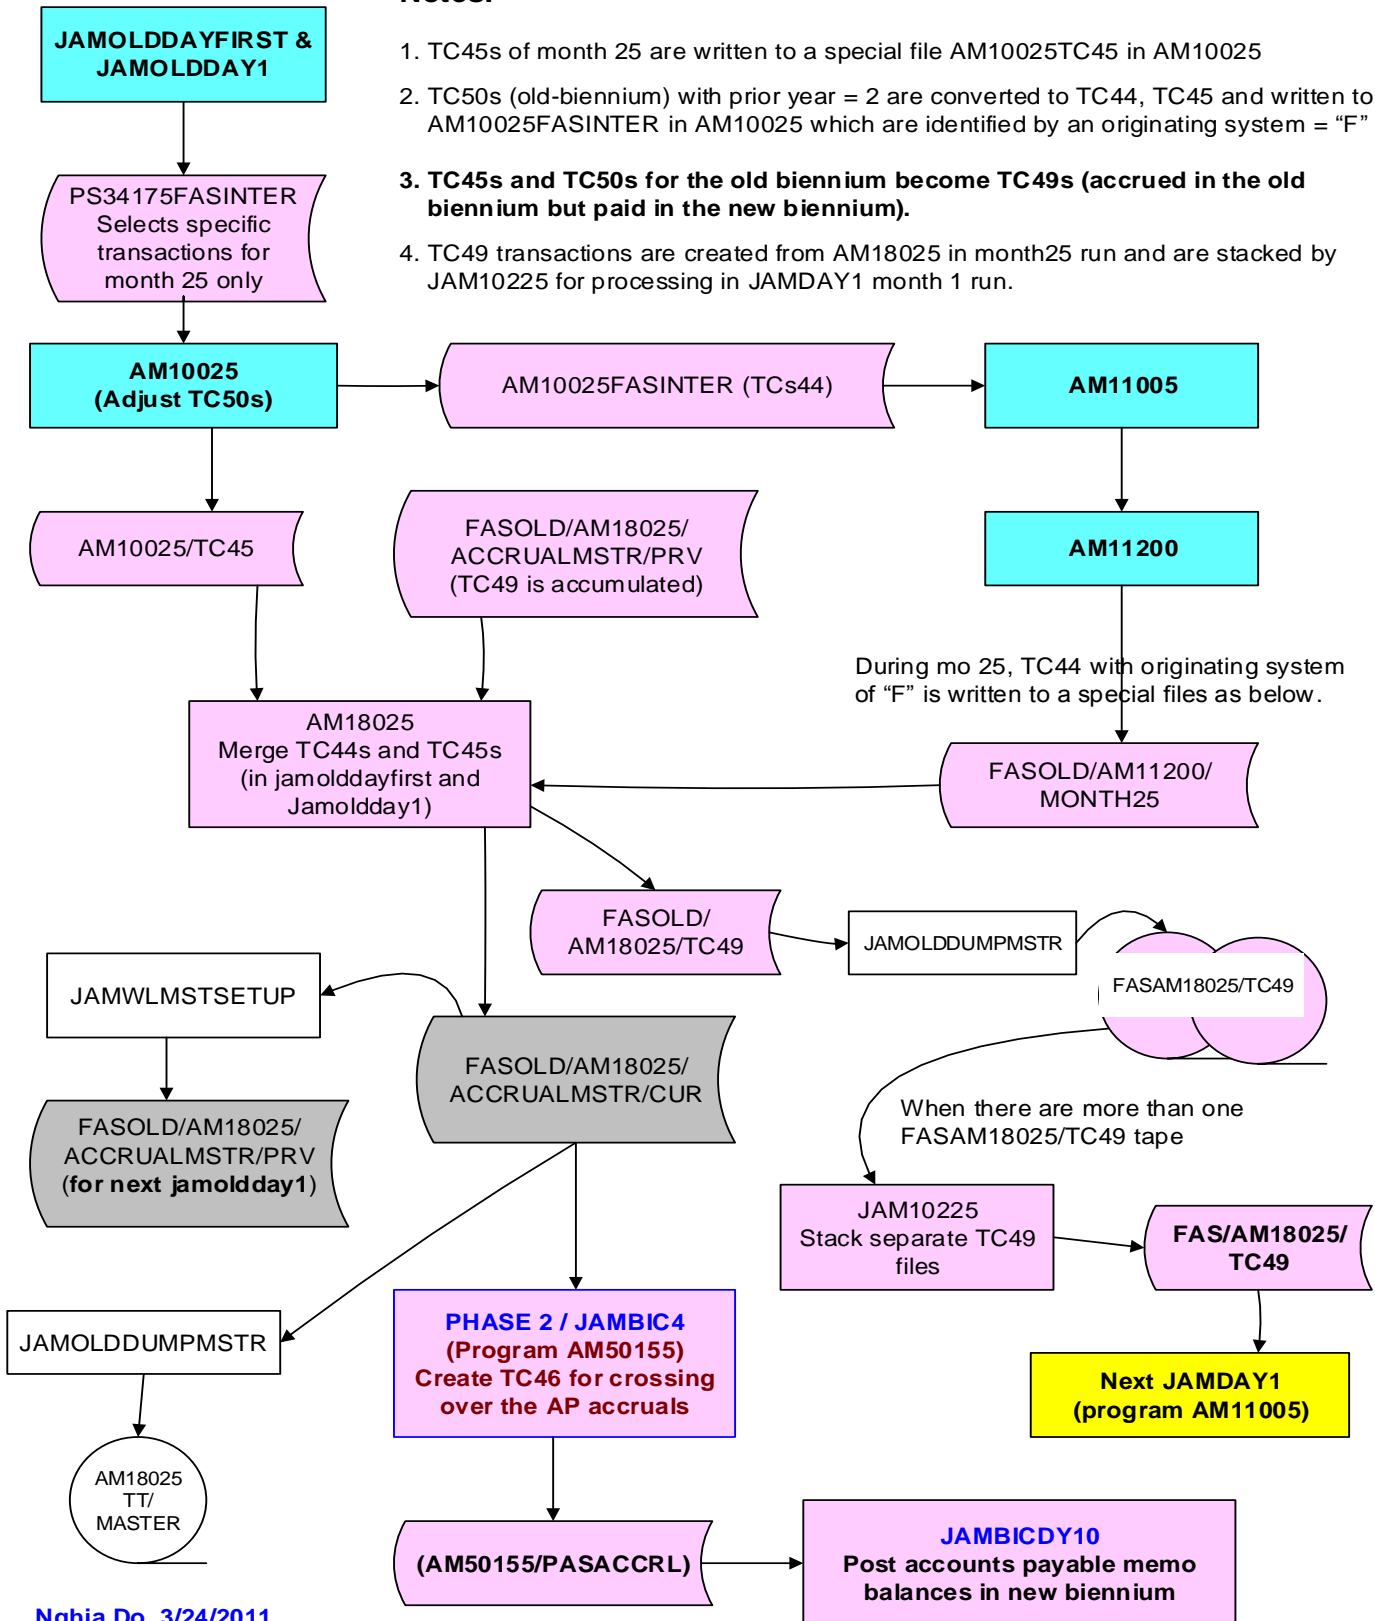 Notes:
JAMOLDDAYFIRST &
JAMOLDDAY1
1. TC45s of month 25 are written to a special file AM10025TC45 in AM10025
2. TC50s (old-biennium) with prior year = 2 are converted to TC44, TC45 and written to
AM10025FASINTER in AM10025 which are identified by an originating system = “F”
3. TC45s and TC50s for the old biennium become TC49s (accrued in the old
biennium but paid in the new biennium).
4. TC49 transactions are created from AM18025 in month25 run and are stacked by
JAM10225 for processing in JAMDAY1 month 1 run.
PS34175FASINTER
Selects specific
transactions for
month 25 only
AM10025
(Adjust TC50s)
AM10025FASINTER (TCs44)
AM11005
AM10025/TC45
FASOLD/AM18025/
ACCRUALMSTR/PRV
(TC49 is accumulated)
AM11200
During mo 25, TC44 with originating system
of “F” is written to a special files as below.
AM18025
Merge TC44s and TC45s
(in jamolddayfirst and
Jamoldday1)
FASOLD/AM11200/
MONTH25
FASOLD/
AM18025/TC49
JAMOLDDUMPMSTR
FASAM18025/TC49
JAMWLMSTSETUP
FASOLD/AM18025/
ACCRUALMSTR/CUR
FASOLD/AM18025/
ACCRUALMSTR/PRV
(for next jamoldday1)
When there are more than one
FASAM18025/TC49 tape
JAM10225
Stack separate TC49
files
FAS/AM18025/
TC49
JAMOLDDUMPMSTR
PHASE 2 / JAMBIC4
(Program AM50155)
Create TC46 for crossing
over the AP accruals
Next JAMDAY1
(program AM11005)
AM18025
TT/
MASTER
(AM50155/PASACCRL)
JAMBICDY10
Post accounts payable memo
balances in new biennium
Nghia Do, 3/24/2011